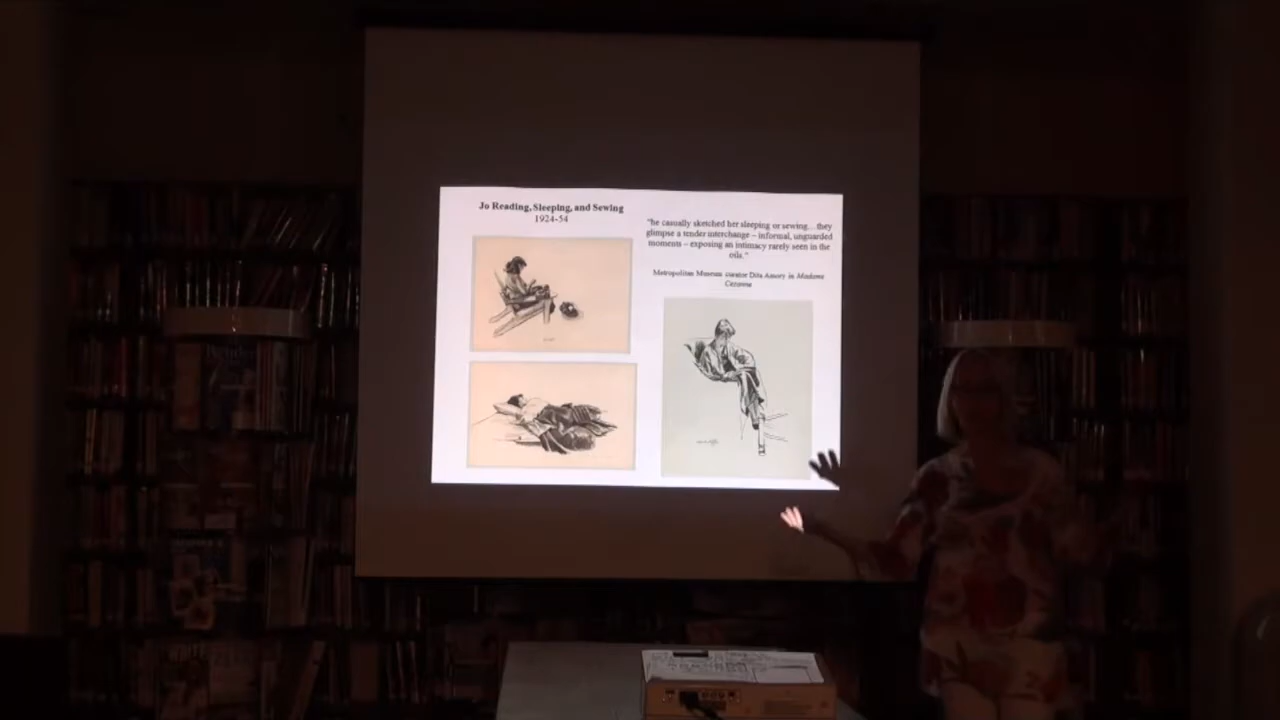 Jo Reading, Sleeping, and Sewing
1924-54
"he casually sketched her sleeping or sewing…they
glimpse a tender interchange – informal, unguarded
moments – exposing an intimacy rarely seen in the
oils."
Metropolitan Museum curator Dita Amory in Madame
Cezanne